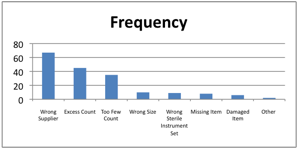 Frequency
80
60
40
20
0
Wrong Supplier
Excess Count
Too Few Count
Wrong Size
Wrong Sterile Instrument Set
Missing Item
Damaged Item
Other